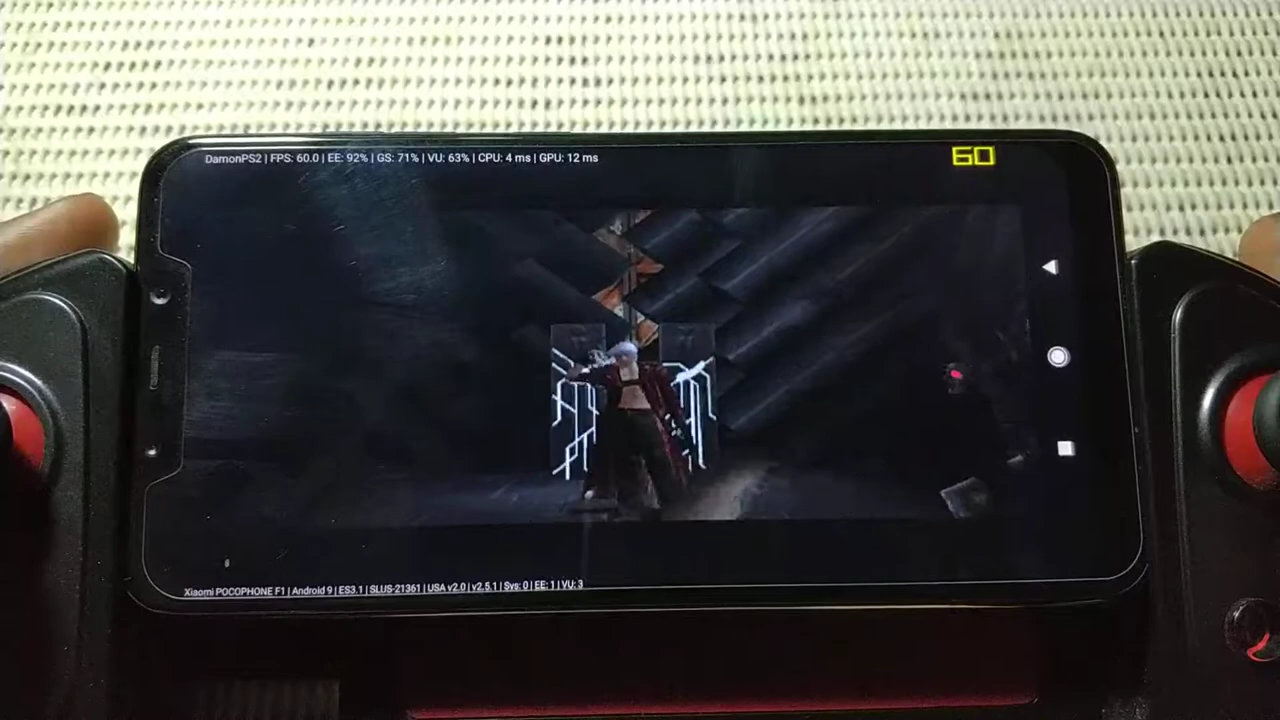 DamonPS2 | FPS: 60.0 | EE: 92% | GS: 71% | VU: 63% | CPU: 4 ms | GPU: 12 ms
60
Xiaomi POCOPHONE F1 | Android 9 | ES3.1 | SLUS-21361 | USA v2.0 | v2.5.1 | Sys: 0 | EE: 1 | VU: 3